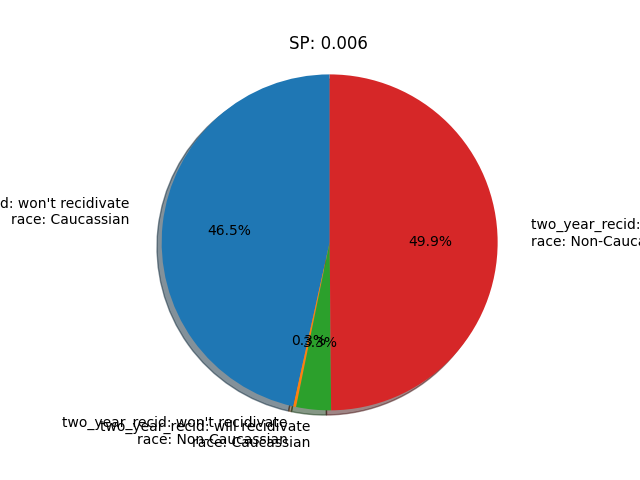 SP: 0.006
d: won't recidivate
race: Caucassian
46.5%
49.9%
two_year_recid:
race: Non-Cauca
0.3%
3.3%
two_year_recid: won't recidivate
race: Non-Caucassian
two_year_recid: will recidivate
race: Caucassian